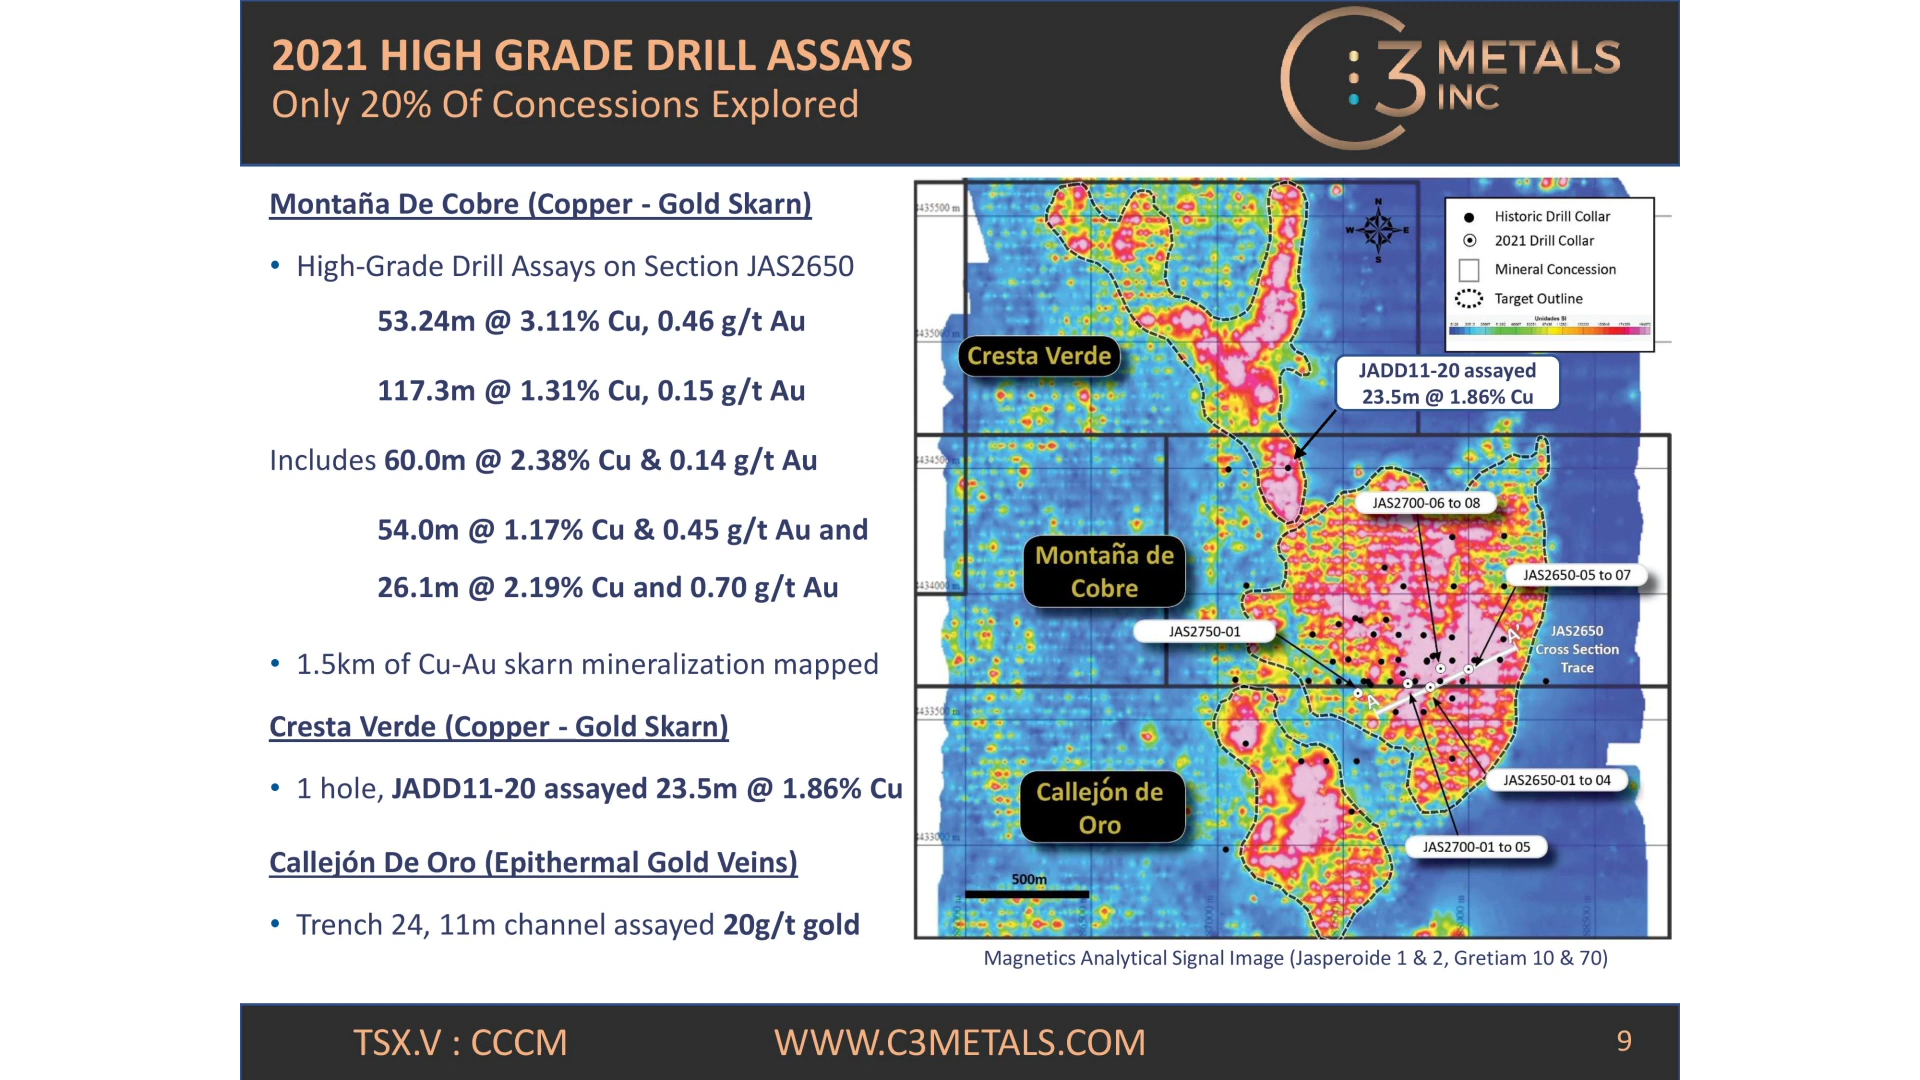 2021 HIGH GRADE DRILL ASSAYS
Only 20% Of Concessions Explored
C3 METALS
INC
Montaña De Cobre (Copper - Gold Skarn)
• High-Grade Drill Assays on Section JAS2650
53.24m @ 3.11% Cu, 0.46 g/t Au
117.3m @ 1.31% Cu, 0.15 g/t Au
Includes 60.0m @ 2.38% Cu & 0.14 g/t Au
54.0m @ 1.17% Cu & 0.45 g/t Au and
26.1m @ 2.19% Cu and 0.70 g/t Au
• 1.5km of Cu-Au skarn mineralization mapped
Cresta Verde (Copper - Gold Skarn)
• 1 hole, JADD11-20 assayed 23.5m @ 1.86% Cu
Callejón De Oro (Epithermal Gold Veins)
• Trench 24, 11m channel assayed 20g/t gold
N
W E
S
Historic Drill Collar
2021 Drill Collar
Mineral Concession
Target Outline
Unidades SI
Cresta Verde
JADD11-20 assayed
23.5m @ 1.86% Cu
JAS2700-06 to 08
Montaña de
Cobre
JAS2650-05 to 07
JAS2750-01
A'
JAS2650
Cross Section
Trace
A
Callejón de
Oro
JAS2650-01 to 04
JAS2700-01 to 05
500m
Magnetics Analytical Signal Image (Jasperoide 1 & 2, Gretiam 10 & 70)
TSX.V : CCCM
WWW.C3METALS.COM
9